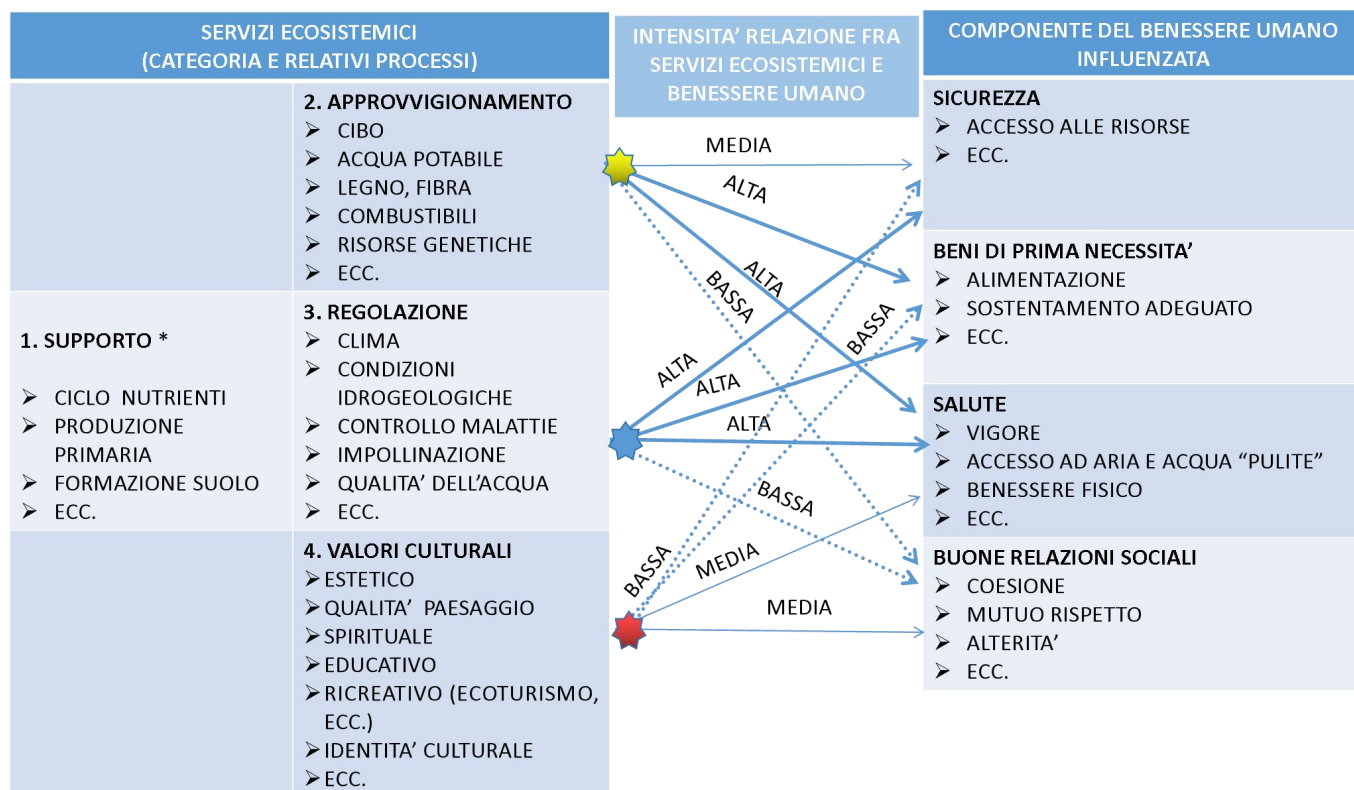 SERVIZI ECOSISTEMICI
(CATEGORIA E RELATIVI PROCESSI)
INTENSITA’ RELAZIONE FRA
SERVIZI ECOSISTEMICI E
BENESSERE UMANO
COMPONENTE DEL BENESSERE UMANO
INFLUENZATA
1. SUPPORTO *
CICLO NUTRIENTI
PRODUZIONE
PRIMARIA
FORMAZIONE SUOLO
ECC.
2. APPROVVIGIONAMENTO
CIBO
ACQUA POTABILE
LEGNO, FIBRA
COMBUSTIBILI
RISORSE GENETICHE
ECC.
3. REGOLAZIONE
CLIMA
CONDIZIONI
IDROGEOLOGICHE
CONTROLLO MALATTIE
IMPOLLINAZIONE
QUALITA’ DELL’ACQUA
ECC.
4. VALORI CULTURALI
ESTETICO
QUALITA’ PAESAGGIO
SPIRITUALE
EDUCATIVO
RICREATIVO (ECOTURISMO,
ECC.)
IDENTITA’ CULTURALE
ECC.
MEDIA
ALTA
ALTA
BASSA
BASSA
ALTA
ALTA
ALTA
BASSA
BASSA
MEDIA
MEDIA
SICUREZZA
ACCESSO ALLE RISORSE
ECC.
BENI DI PRIMA NECESSITA’
ALIMENTAZIONE
SOSTENTAMENTO ADEGUATO
ECC.
SALUTE
VIGORE
ACCESSO AD ARIA E ACQUA “PULITE”
BENESSERE FISICO
ECC.
BUONE RELAZIONI SOCIALI
COESIONE
MUTUO RISPETTO
ALTERITA’
ECC.